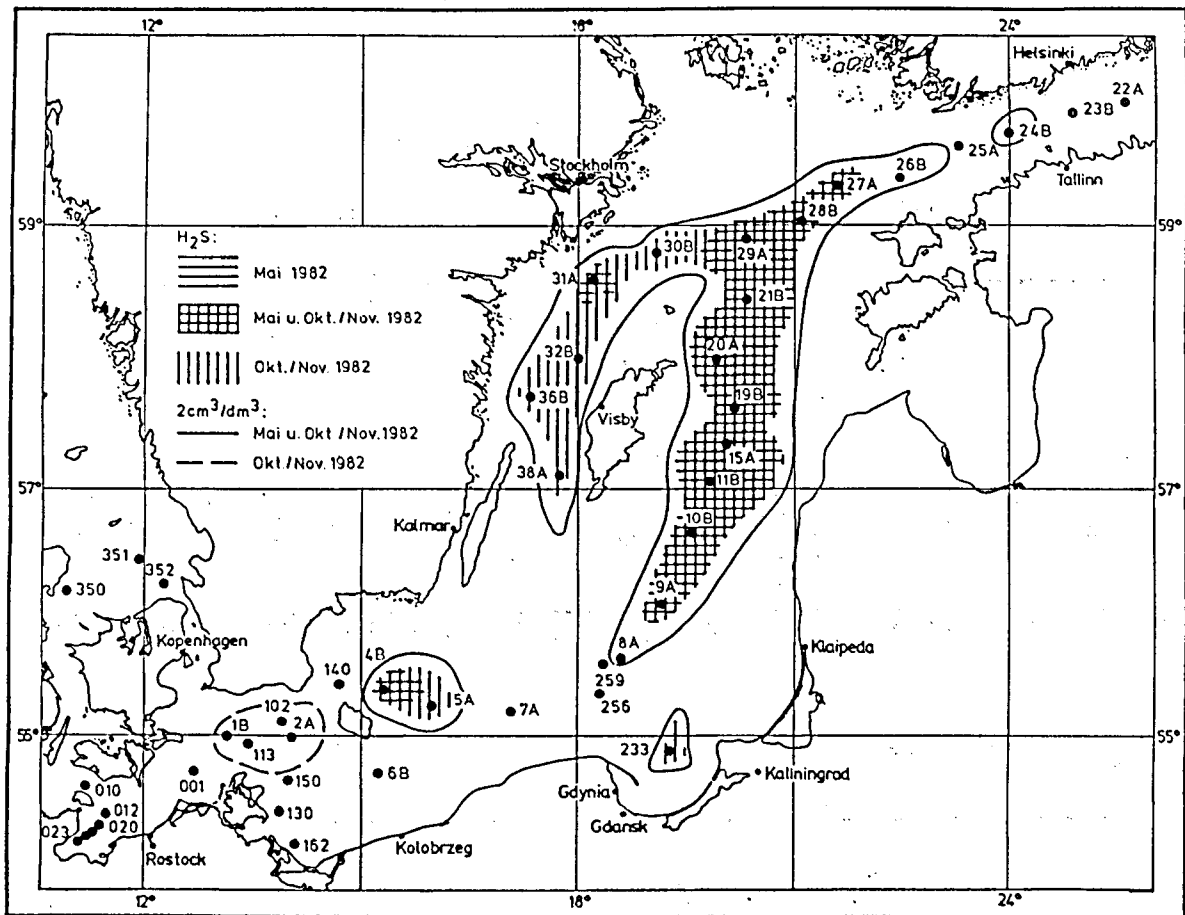 12°
18°
24°
Helsinki
22A
23B
24B
25A
Tallinn
26B
27A
28B
Stockholm
59°
59°
H₂S:
Mai 1982
Mai u. Okt./Nov. 1982
Okt./Nov. 1982
2cm³/dm³:
Mai u. Okt./Nov. 1982
Okt./Nov. 1982
30B
29A
31A
21B
20A
32B
19B
36B
Visby
15A
38A
11B
57°
57°
Kalmar
10B
351
352
350
9A
Kopenhagen
8A
Klaipeda
4B
140
259
256
5A
7A
102
1B
2A
113
55°
55°
233
6B
Kaliningrad
001
150
010
Gdynia
012
130
Gdansk
023
020
162
Rostock
Kolobrzeg
12°
18°
24°